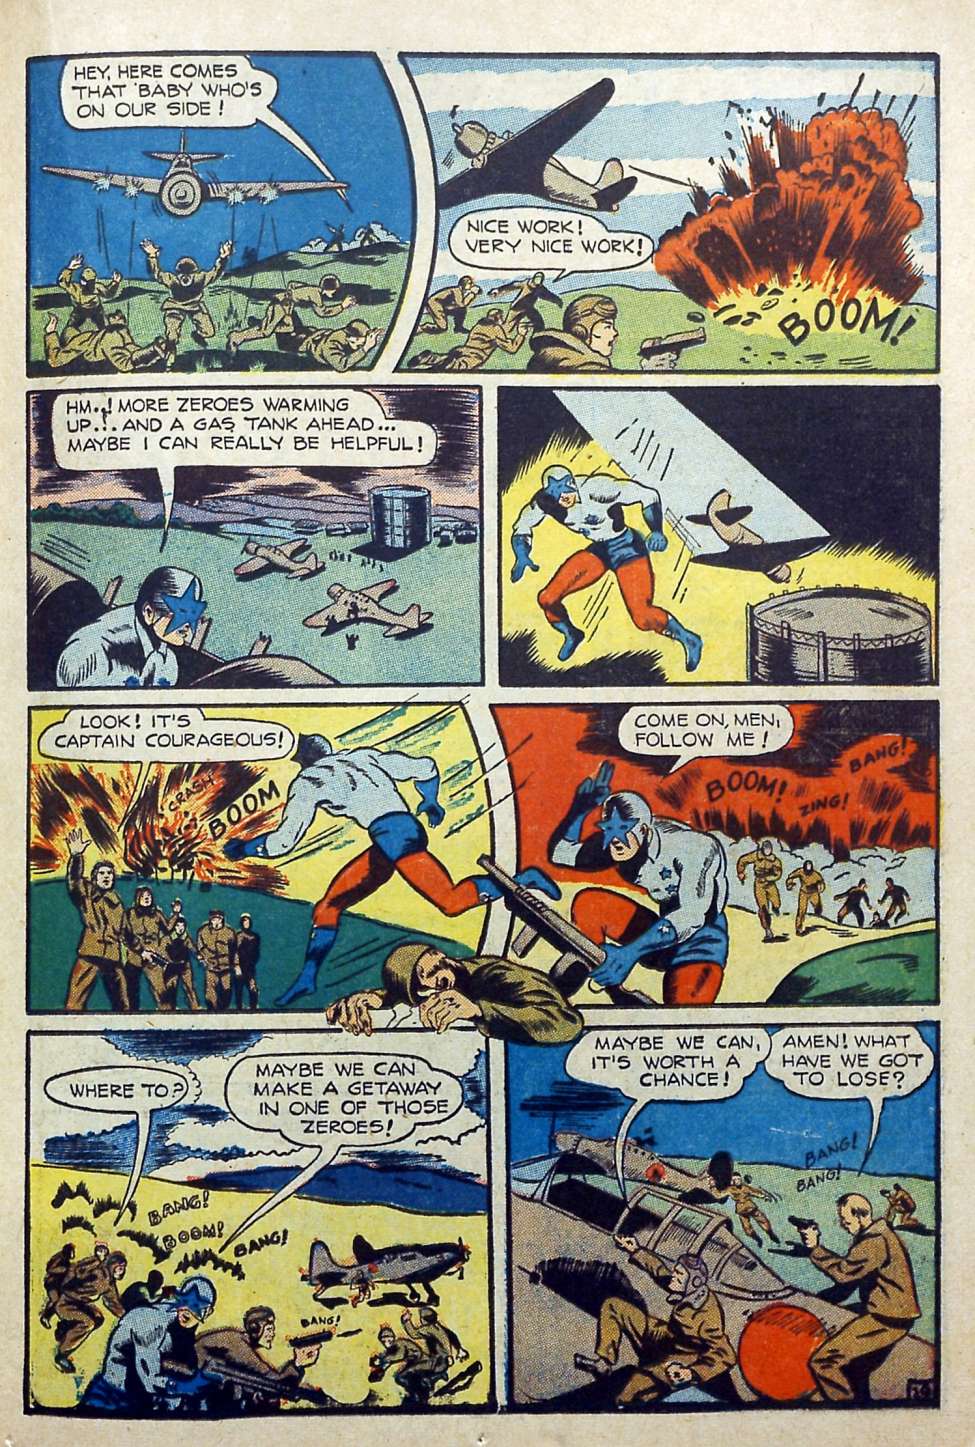 HEY, HERE COMES
THAT 'BABY WHO'S
ON OUR SIDE!
NICE WORK!
VERY NICE WORK!
BOOM!
HM..! MORE ZEROES WARMING
UP.!. AND A GAS TANK AHEAD...
MAYBE I CAN REALLY BE HELPFUL!
LOOK! IT'S
CAPTAIN COURAGEOUS!
CRASH
BOOM
COME ON, MEN,
FOLLOW ME!
BOOM!
BANG!
ZING!
WHERE TO?
MAYBE WE CAN
MAKE A GETAWAY
IN ONE OF THOSE
ZEROES!
BANG!
BOOM!
BANG!
BANG!
MAYBE WE CAN,
IT'S WORTH A
CHANCE!
AMEN! WHAT
HAVE WE GOT
TO LOSE?
BANG!
BANG!